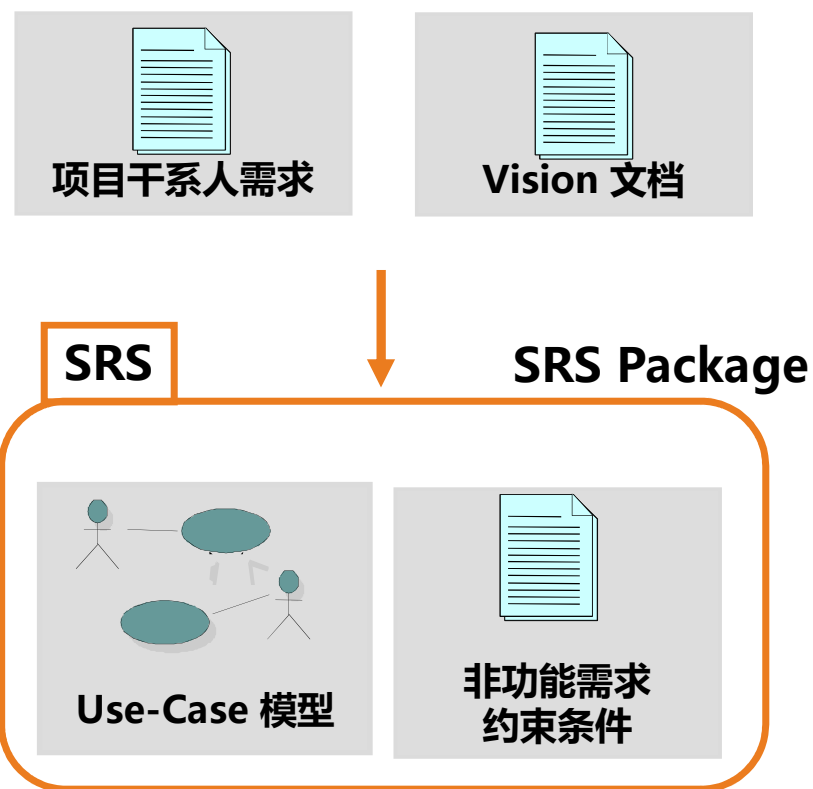 项目干系人需求
Vision 文档
SRS
SRS Package
Use-Case 模型
非功能需求
约束条件